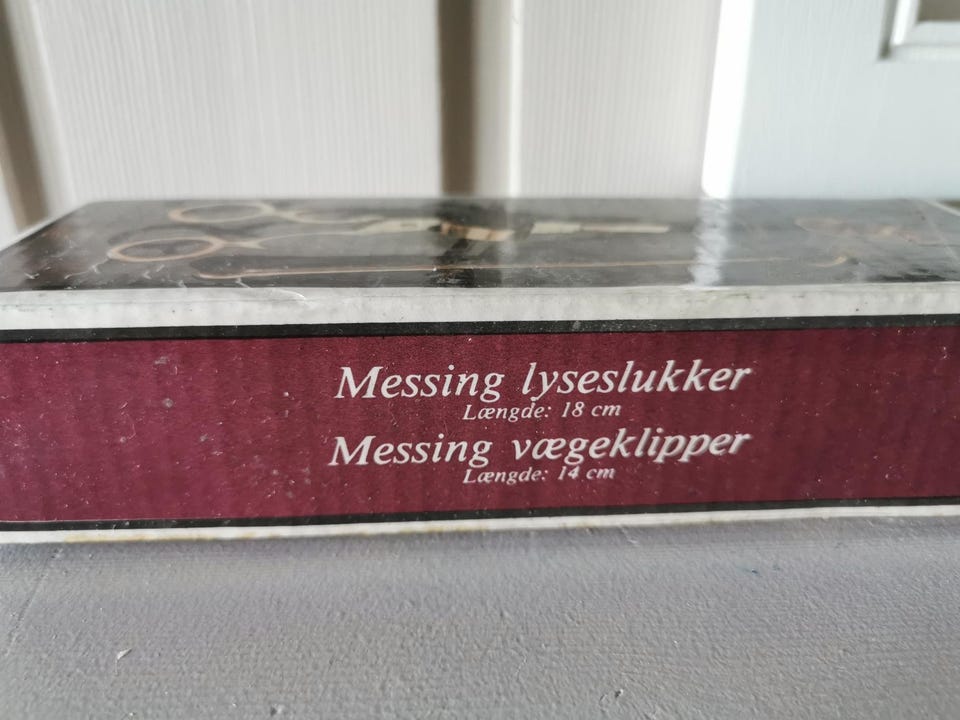 Messing lyseslukker
Længde: 18 cm
Messing vægeklipper
Længde: 14 cm